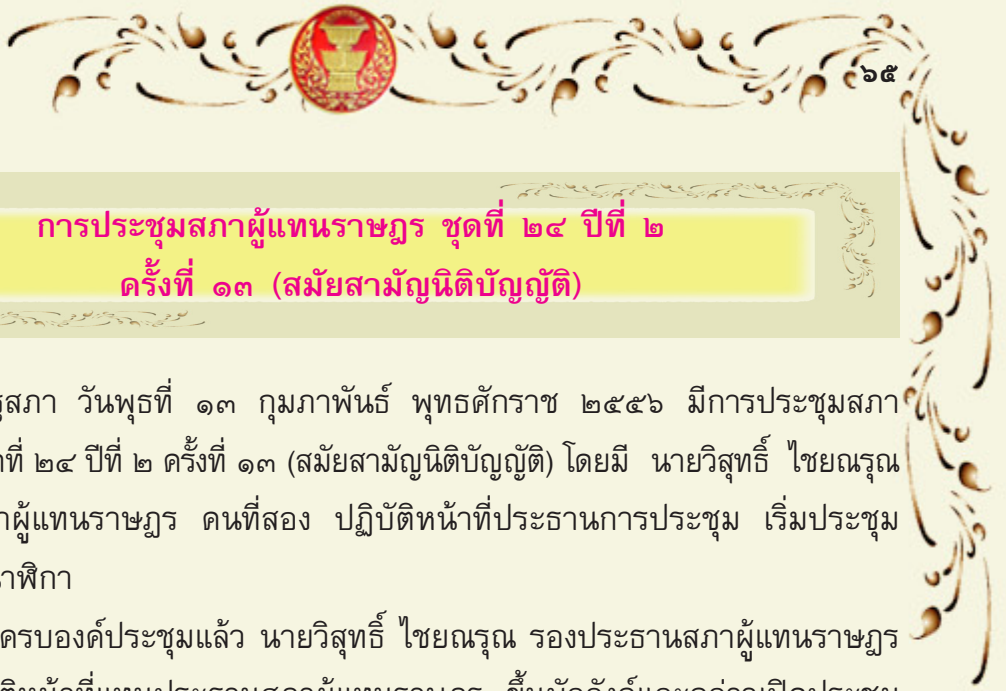 ๖๕
การประชุมสภาผู้แทนราษฎร ชุดที่ ๒๔ ปีที่ ๒
ครั้งที่ ๑๓ (สมัยสามัญนิติบัญญัติ)
วันพุธที่ ๑๓ กุมภาพันธ์ พุทธศักราช ๒๕๕๖ มีการประชุมสภา
ที่ ๒๔ ปีที่ ๒ ครั้งที่ ๑๓ (สมัยสามัญนิติบัญญัติ) โดยมี นายวิสุทธิ์ ไชยณรุณ
ผู้แทนราษฎร คนที่สอง ปฏิบัติหน้าที่ประธานการประชุม เริ่มประชุม
นาฬิกา
ครบองค์ประชุมแล้ว นายวิสุทธิ์ ไชยณรุณ รองประธานสภาผู้แทนราษฎร